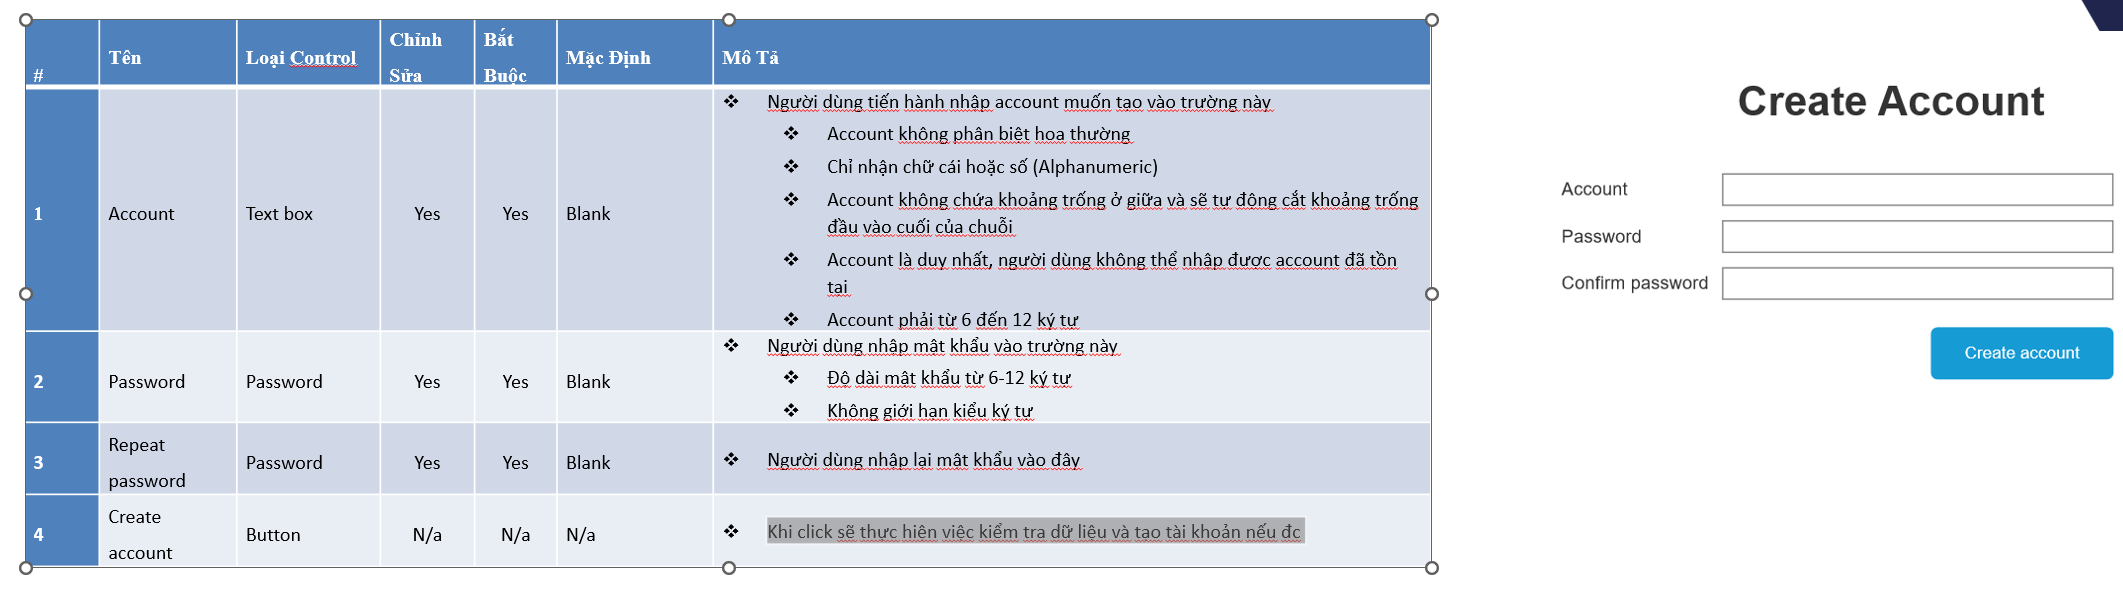 # Tên Loại Control Chỉnh Sửa Bắt Buộc Mặc Định Mô Tả
1 Account Text box Yes Yes Blank
❖ Người dùng tiến hành nhập account muốn tạo vào trường này
❖ Account không phân biệt hoa thường
❖ Chỉ nhận chữ cái hoặc số (Alphanumeric)
❖ Account không chứa khoảng trống ở giữa và sẽ tự động cắt khoảng trống
đầu vào cuối của chuỗi
❖ Account là duy nhất, người dùng không thể nhập được account đã tồn
tại
❖ Account phải từ 6 đến 12 ký tự
2 Password Password Yes Yes Blank
❖ Người dùng nhập mật khẩu vào trường này
❖ Độ dài mật khẩu từ 6-12 ký tự
❖ Không giới hạn kiểu ký tự
3 Repeat password Password Yes Yes Blank
❖ Người dùng nhập lại mật khẩu vào đây
4 Create account Button N/a N/a N/a
❖ Khi click sẽ thực hiện việc kiểm tra dữ liệu và tạo tài khoản nếu đc
Create Account
Account
Password
Confirm password
Create account